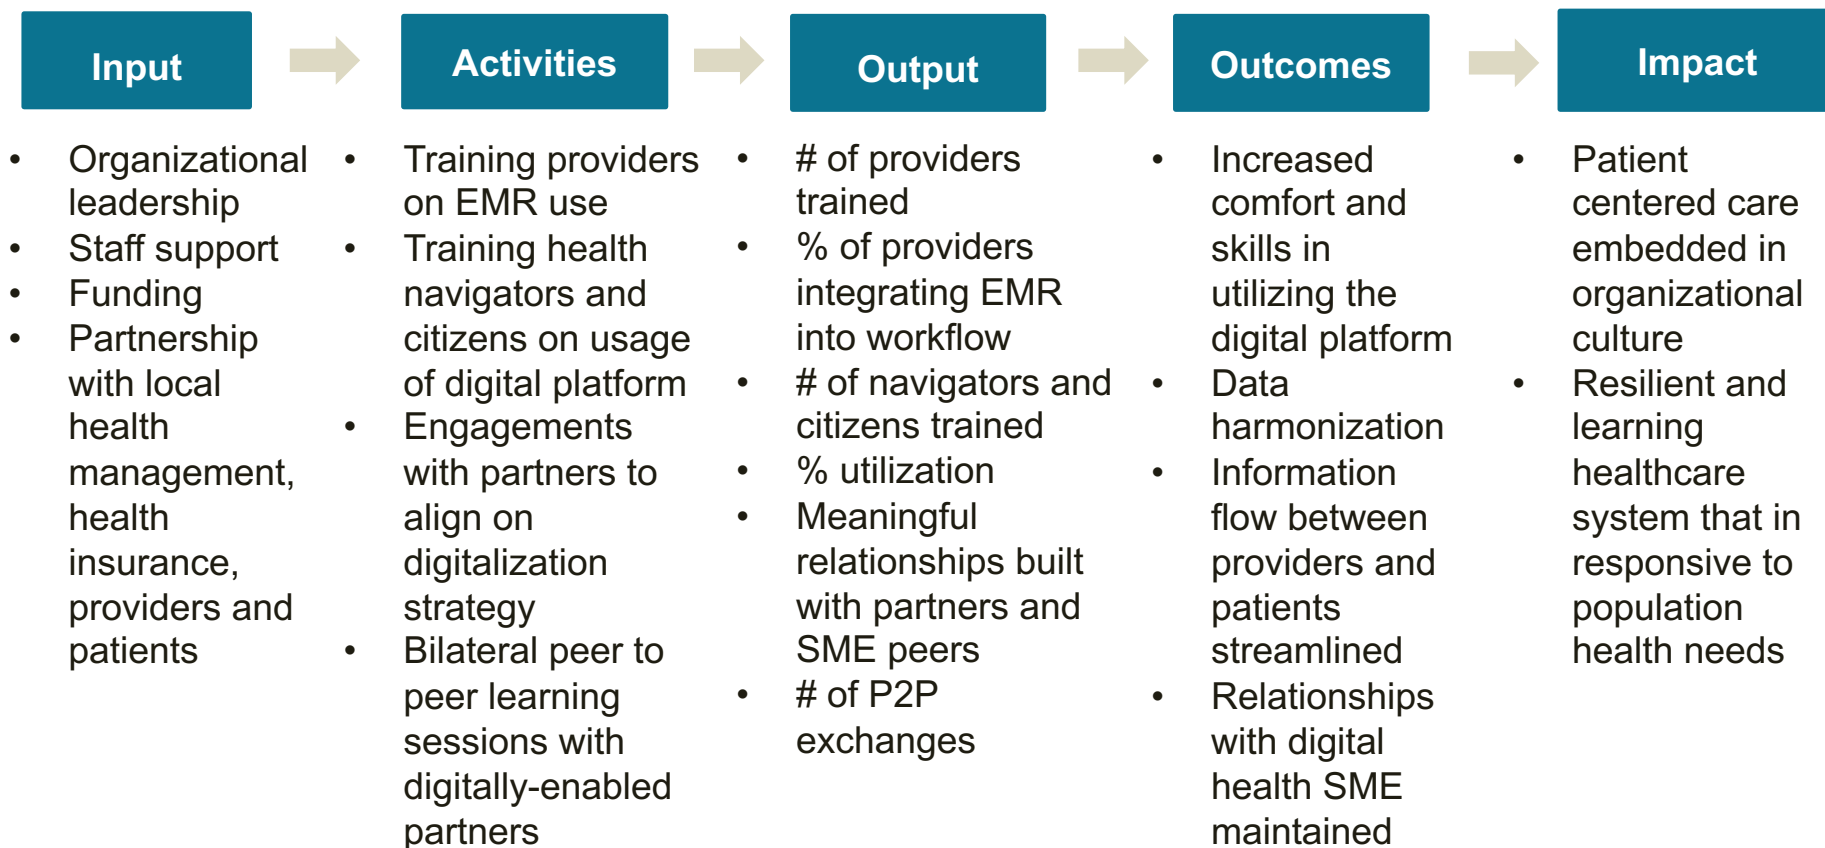 Input
• Organizational
leadership
• Staff support
• Funding
• Partnership
with local
health
management,
health
insurance,
providers and
patients
Activities
• Training providers
on EMR use
• Training health
navigators and
citizens on usage
of digital platform
• Engagements
with partners to
align on
digitalization
strategy
• Bilateral peer to
peer learning
sessions with
digitally-enabled
partners
Output
• # of providers
trained
• % of providers
integrating EMR
into workflow
• # of navigators and
citizens trained
• % utilization
• Meaningful
relationships built
with partners and
SME peers
• # of P2P
exchanges
Outcomes
• Increased
comfort and
skills in
utilizing the
digital platform
• Data
harmonization
• Information
flow between
providers and
patients
streamlined
• Relationships
with digital
health SME
maintained
Impact
• Patient
centered care
embedded in
organizational
culture
• Resilient and
learning
healthcare
system that in
responsive to
population
health needs